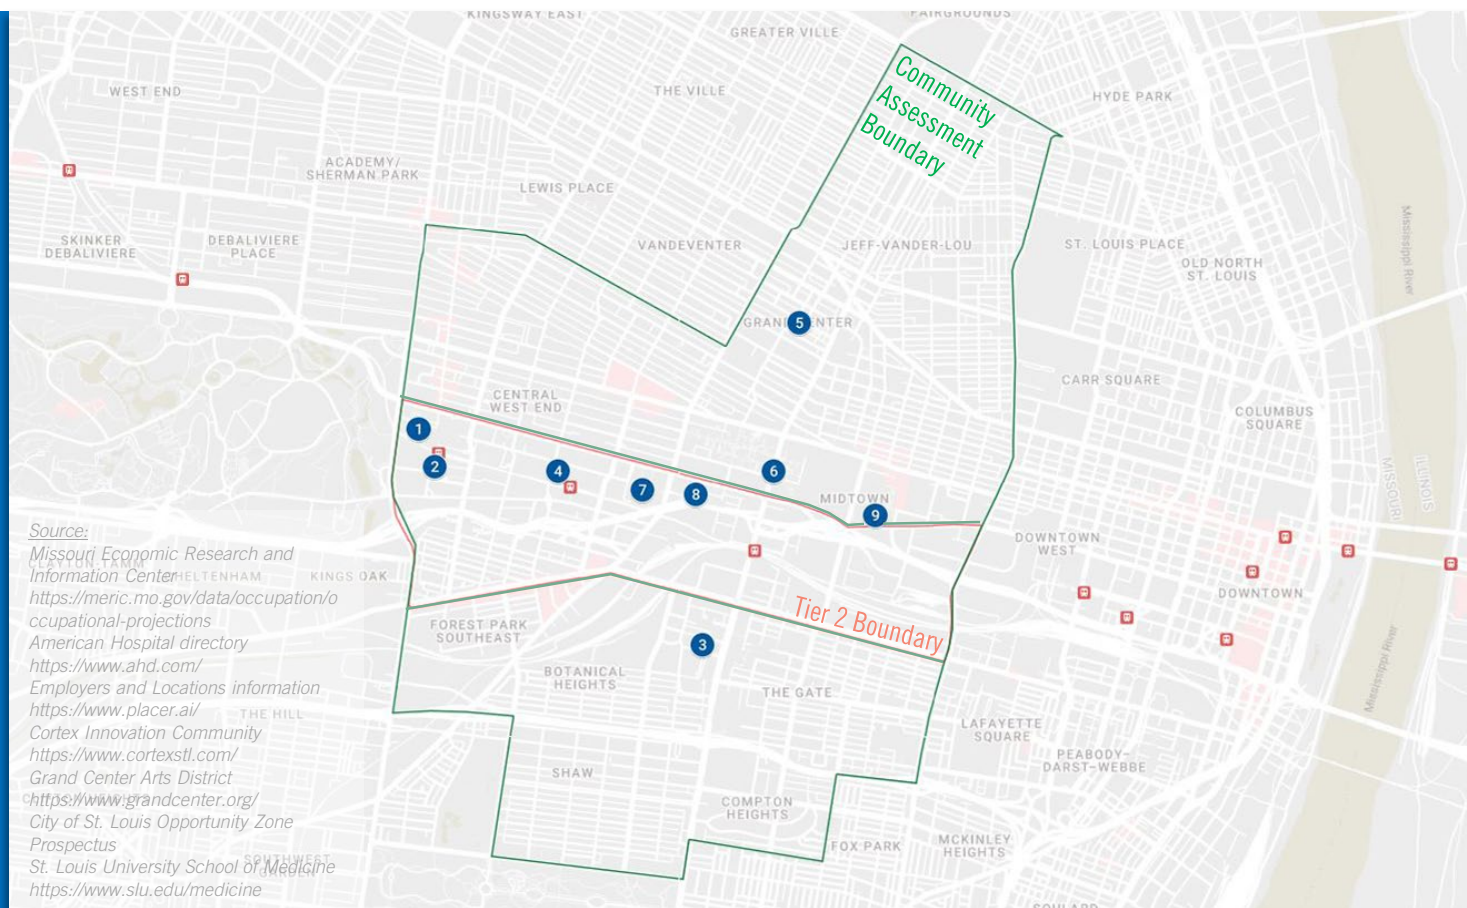 KINGSWAY EAST
FAIRGROUNDS
GREATER VILLE
WEST END
THE VILLE
HYDE PARK
Community
Assessment
Boundary
ACADEMY/
SHERMAN PARK
LEWIS PLACE
SKINKER
DEBALIVIERE
DEBALIVIERE
PLACE
VANDEVENTER
JEFF-VANDER-LOU
ST. LOUIS PLACE
OLD NORTH
ST. LOUIS
Mississippi River
5
CARR SQUARE
CENTRAL
WEST END
COLUMBUS
SQUARE
1
2
4
6
7
8
MIDTOWN
9
MISSOURI
ILLINOIS
DOWNTOWN
WEST
DOWNTOWN
KINGS OAK
Tier 2 Boundary
FOREST PARK
SOUTHEAST
3
BOTANICAL
HEIGHTS
THE GATE
Mississippi River
LAFAYETTE
SQUARE
THE HILL
PEABODY-
DARST-WEBBE
SHAW
COMPTON
HEIGHTS
FOX PARK
MCKINLEY
HEIGHTS
SOULARD
Source:
Missouri Economic Research and
Information Center
https://meric.mo.gov/data/occupation/o
ccupational-projections
American Hospital directory
https://www.ahd.com/
Employers and Locations information
https://www.placer.ai/
Cortex Innovation Community
https://www.cortexstl.com/
Grand Center Arts District
https://www.grandcenter.org/
City of St. Louis Opportunity Zone
Prospectus
St. Louis University School of Medicine
https://www.slu.edu/medicine